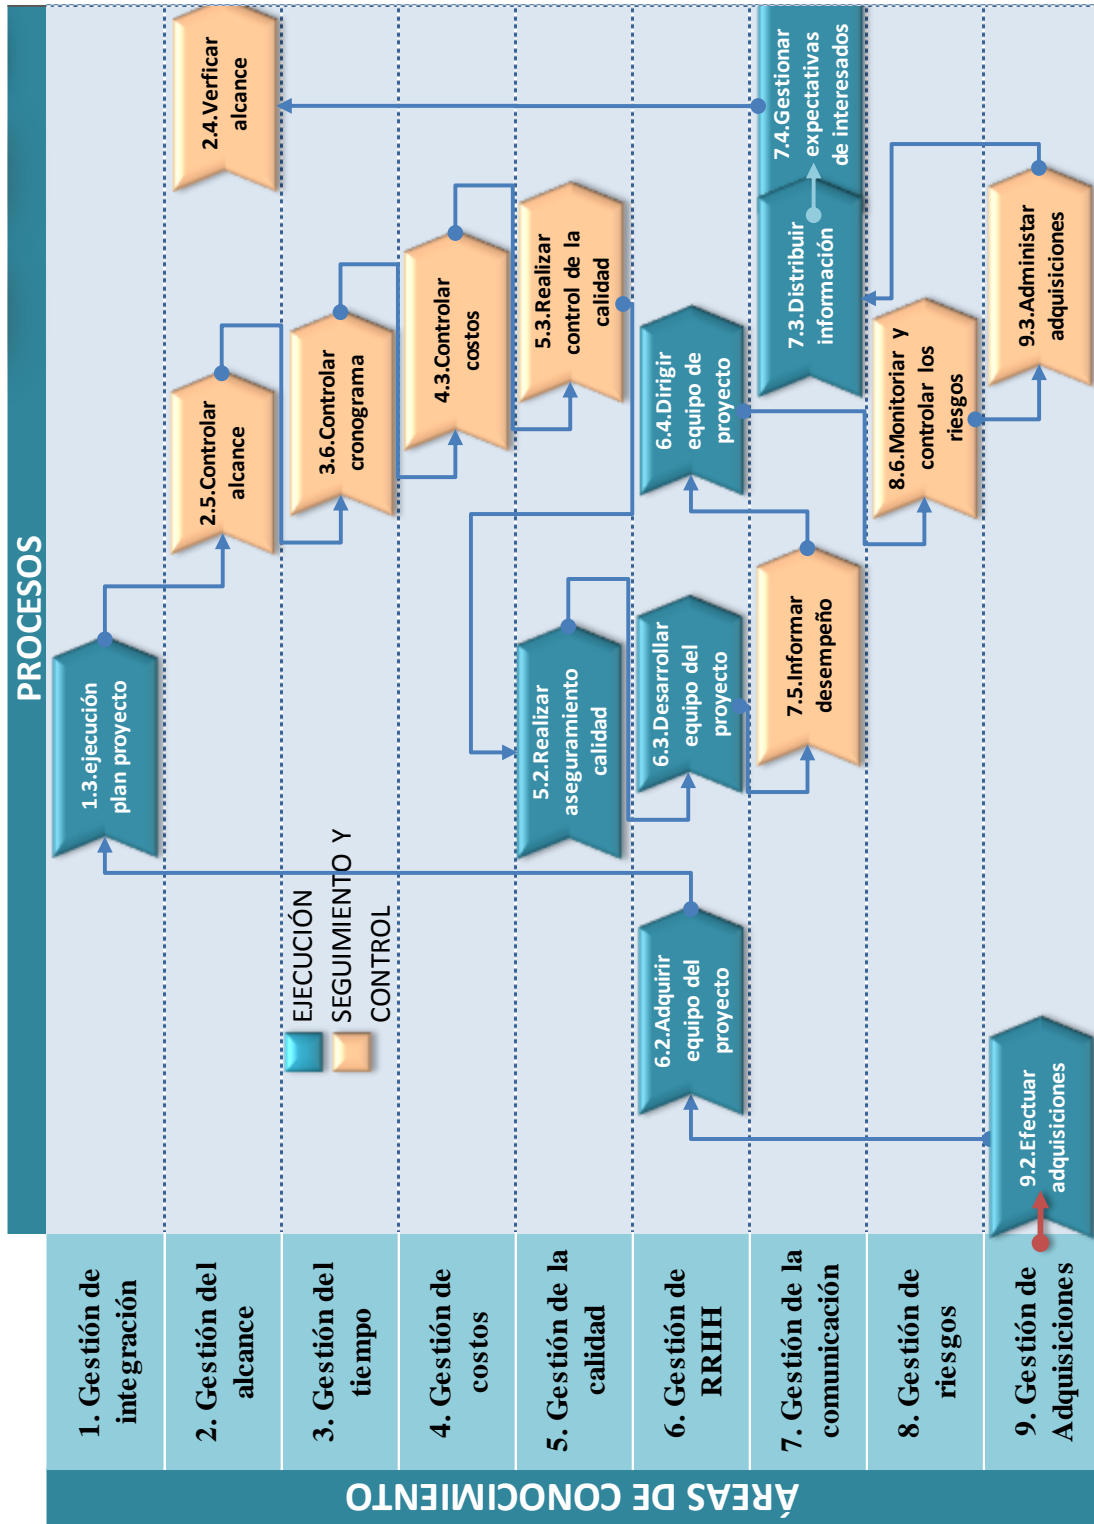 PROCESOS
ÁREAS DE CONOCIMIENTO
1. Gestión de
integración
2. Gestión del
alcance
3. Gestión del
tiempo
4. Gestión de
costos
5. Gestión de la
calidad
6. Gestión de
RRHH
7. Gestión de la
comunicación
8. Gestión de
riesgos
9. Gestión de
Adquisiciones
1.3.ejecución
plan proyecto
2.5.Controlar
alcance
2.4.Verficar
alcance
EJECUCIÓN
SEGUIMIENTO Y
CONTROL
3.6.Controlar
cronograma
4.3.Controlar
costos
5.2.Realizar
aseguramiento
calidad
5.3.Realizar
control de la
calidad
6.2.Adquirir
equipo del
proyecto
6.3.Desarrollar
equipo del
proyecto
6.4.Dirigir
equipo de
proyecto
7.5.Informar
desempeño
7.3.Distribuir
información
7.4.Gestionar
expectativas
de interesados
8.6.Monitoriar y
controlar los
riesgos
9.2.Efectuar
adquisiciones
9.3.Administar
adquisiciones